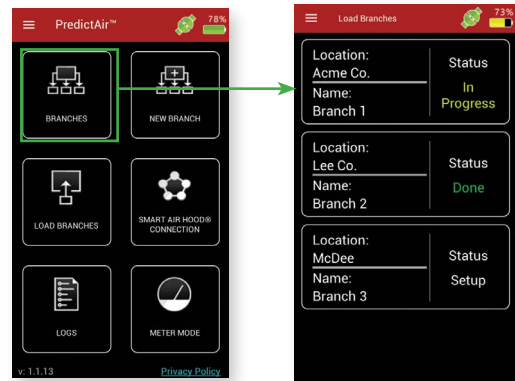 PredictAir™
78%
BRANCHES
NEW BRANCH
LOAD BRANCHES
SMART AIR HOOD®
CONNECTION
LOGS
METER MODE
v: 1.1.13
Privacy Policy
Load Branches
73%
Location:
Acme Co.
Name:
Branch 1
Status
In
Progress
Location:
Lee Co.
Name:
Branch 2
Status
Done
Location:
McDee
Name:
Branch 3
Status
Setup